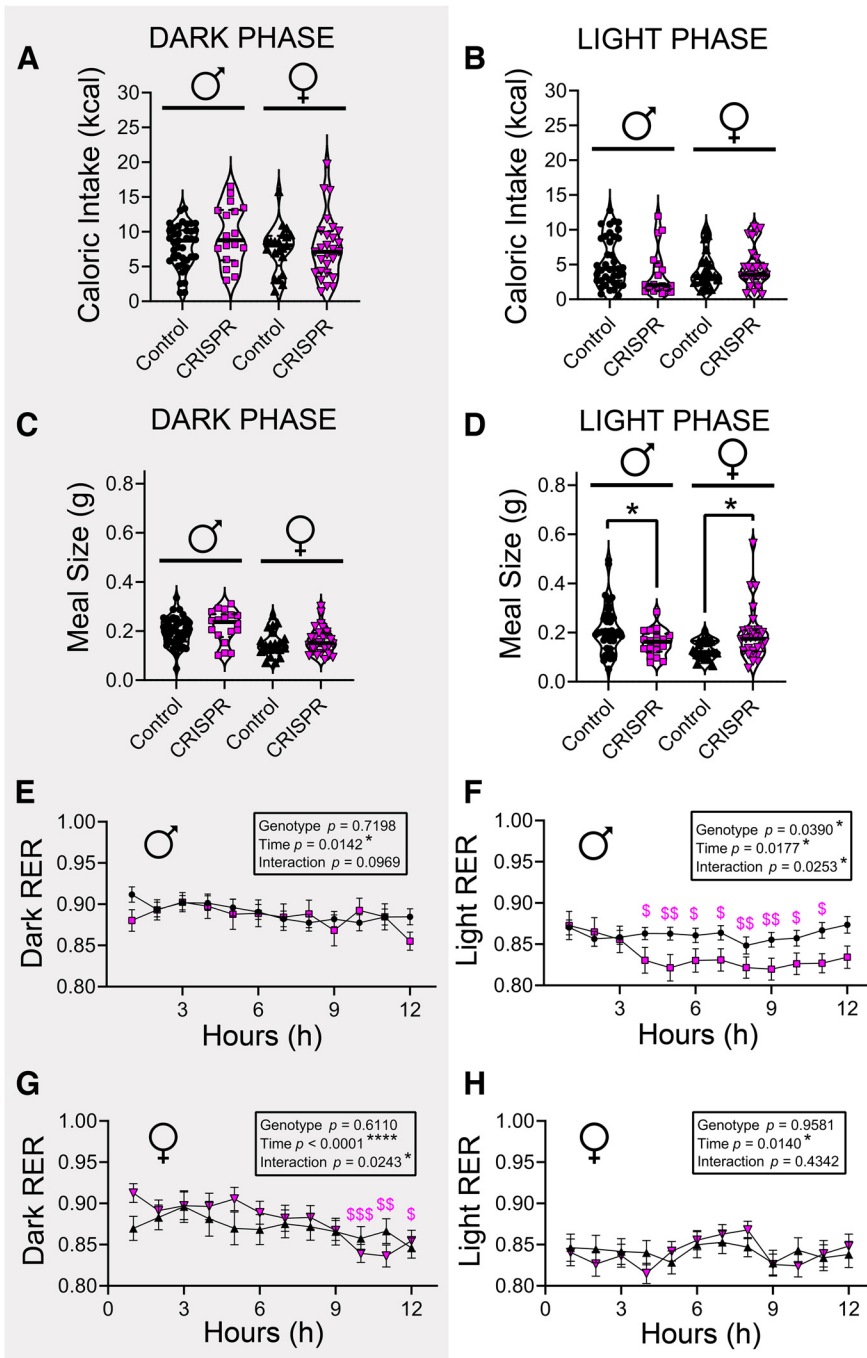 DARK PHASE
A
♂
♀
Caloric Intake (kcal)
30
25
20
15
10
5
0
Control
CRISPR
Control
CRISPR
LIGHT PHASE
B
♂
♀
Caloric Intake (kcal)
30
25
20
15
10
5
0
Control
CRISPR
Control
CRISPR
DARK PHASE
C
♂
♀
Meal Size (g)
0.8
0.6
0.4
0.2
0.0
Control
CRISPR
Control
CRISPR
LIGHT PHASE
D
♂
♀
* *
Meal Size (g)
0.8
0.6
0.4
0.2
0.0
Control
CRISPR
Control
CRISPR
E
♂
Genotype p = 0.7198
Time p = 0.0142 *
Interaction p = 0.0969
Dark RER
1.00
0.95
0.90
0.85
0.80
3 6 9 12
Hours (h)
F
♂
Genotype p = 0.0390 *
Time p = 0.0177 *
Interaction p = 0.0253 *
$ $$ $ $ $$ $$ $ $
Light RER
1.00
0.95
0.90
0.85
0.80
3 6 9 12
Hours (h)
G
♀
Genotype p = 0.6110
Time p < 0.0001 ****
Interaction p = 0.0243 *
$$$ $$ $
Dark RER
1.00
0.95
0.90
0.85
0.80
0 3 6 9 12
Hours (h)
H
♀
Genotype p = 0.9581
Time p = 0.0140 *
Interaction p = 0.4342
Light RER
1.00
0.95
0.90
0.85
0.80
0 3 6 9 12
Hours (h)